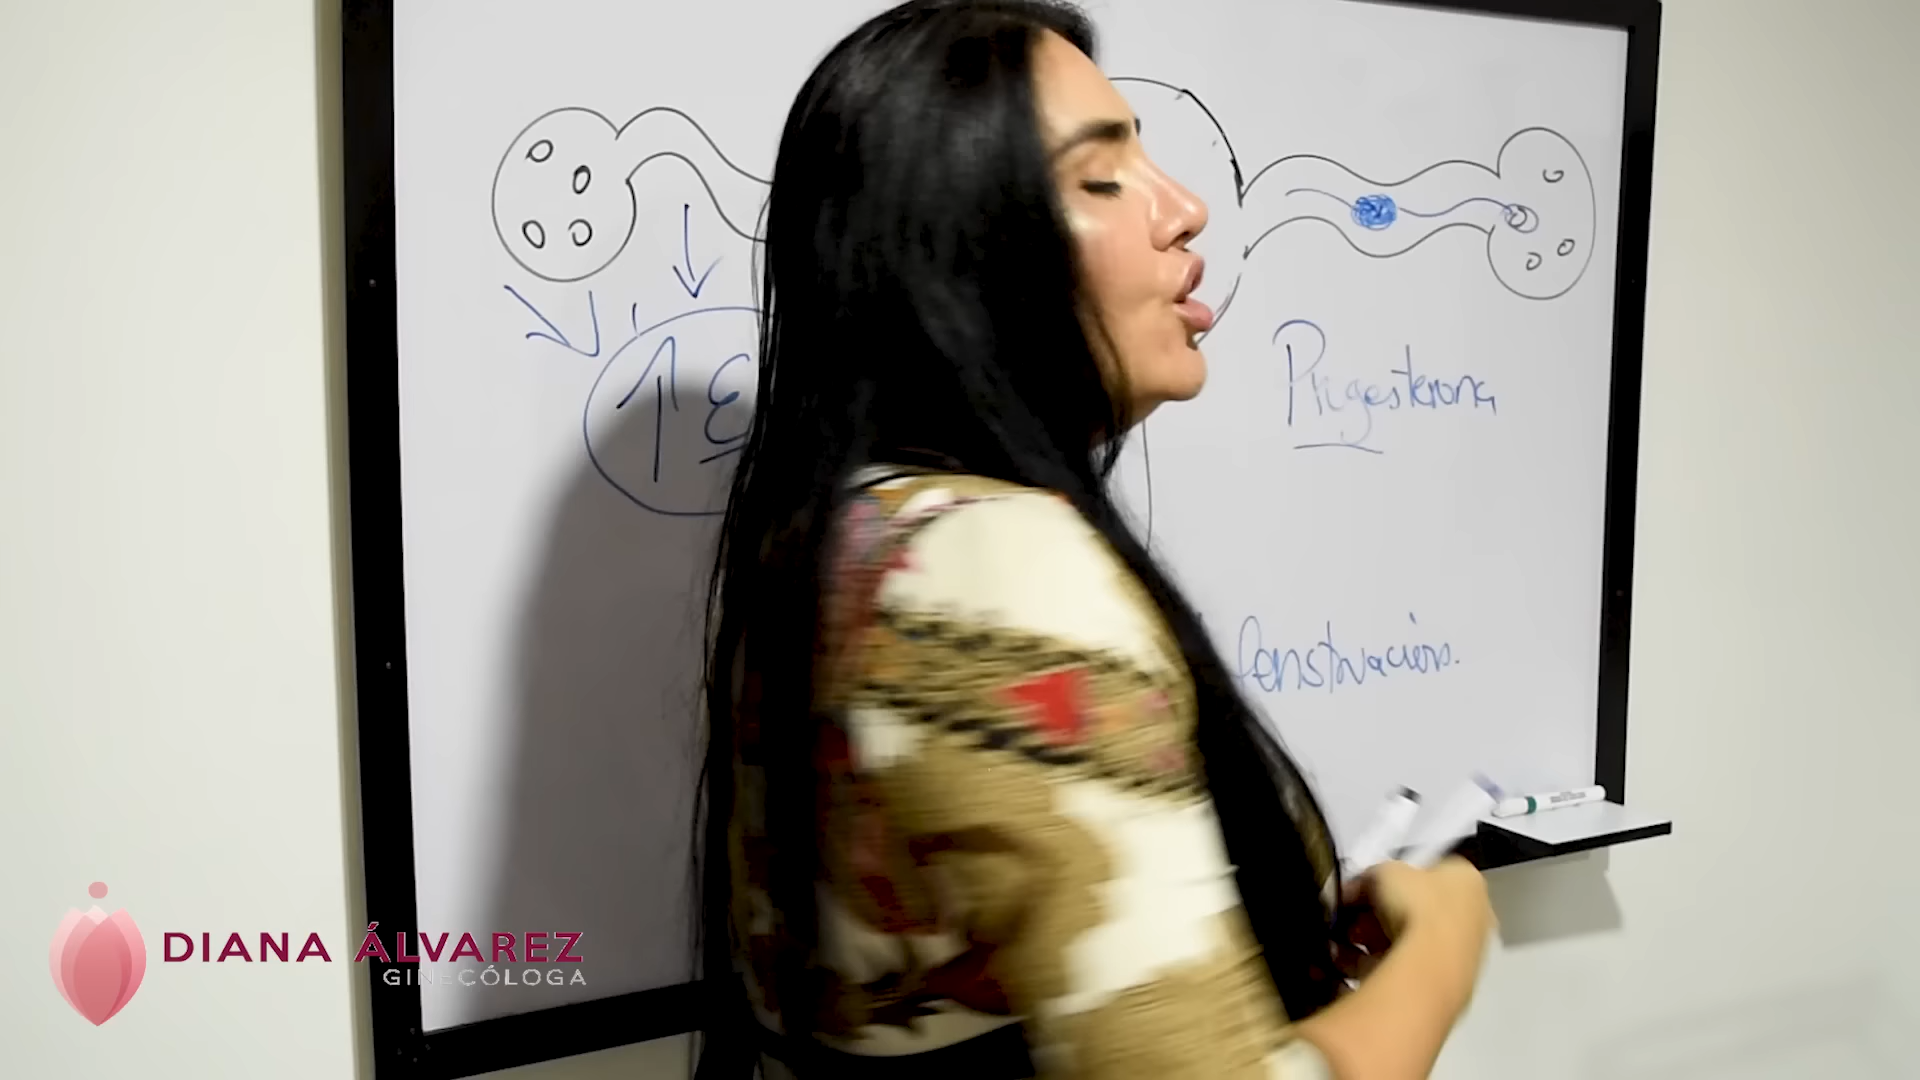 ↑ E
Progesterona
Menstruación.
DIANA ÁLVAREZ
GINECÓLOGA